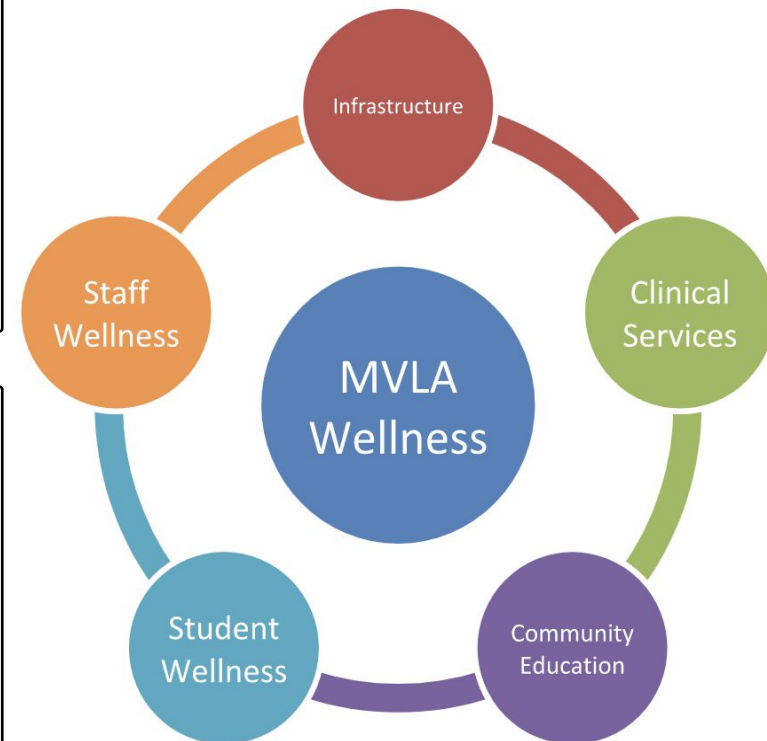 Infrastructure
Staff
Wellness
Clinical
Services
MVLA
Wellness
Student
Wellness
Community
Education